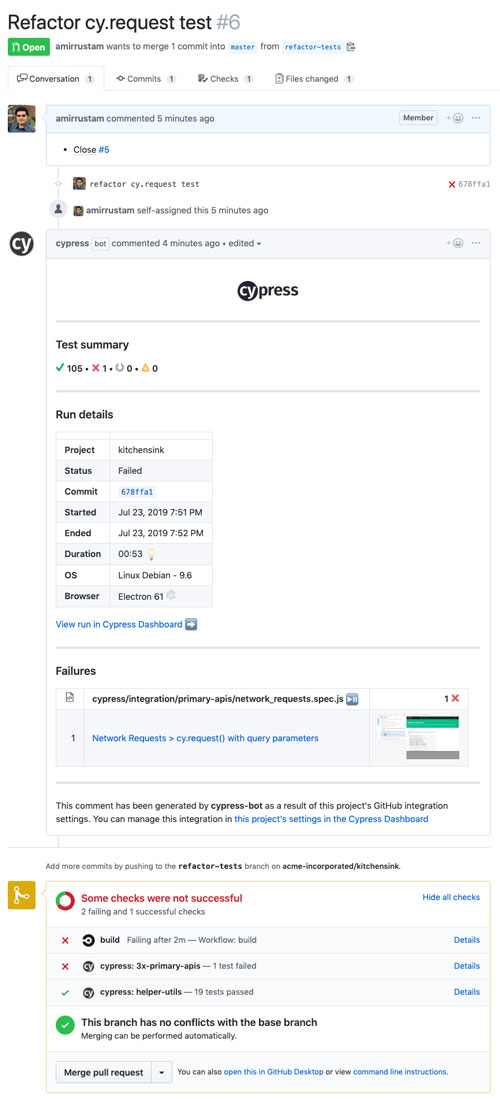 Refactor cy.request test #6
Open amirrustam wants to merge 1 commit into master from refactor-tests
Conversation 1 Commits 1 Checks 1 Files changed 1
amirrustam commented 5 minutes ago Member
• Close #5
refactor cy.request test 678ffa1
amirrustam self-assigned this 5 minutes ago
cy cypress bot commented 4 minutes ago • edited
cypress
Test summary
105 • 1 • 0 • 0
Run details
Project kitchensink
Status Failed
Commit 678ffa1
Started Jul 23, 2019 7:51 PM
Ended Jul 23, 2019 7:52 PM
Duration 00:53
OS Linux Debian - 9.6
Browser Electron 61
View run in Cypress Dashboard
Failures
cypress/integration/primary-apis/network_requests.spec.js 1
1 Network Requests > cy.request() with query parameters
This comment has been generated by cypress-bot as a result of this project's GitHub integration
settings. You can manage this integration in this project's settings in the Cypress Dashboard
Add more commits by pushing to the refactor-tests branch on acme-incorporated/kitchensink.
Some checks were not successful Hide all checks
2 failing and 1 successful checks
build Failing after 2m — Workflow: build Details
cy cypress: 3x-primary-apis — 1 test failed Details
cy cypress: helper-utils — 19 tests passed Details
This branch has no conflicts with the base branch
Merging can be performed automatically.
Merge pull request You can also open this in GitHub Desktop or view command line instructions.